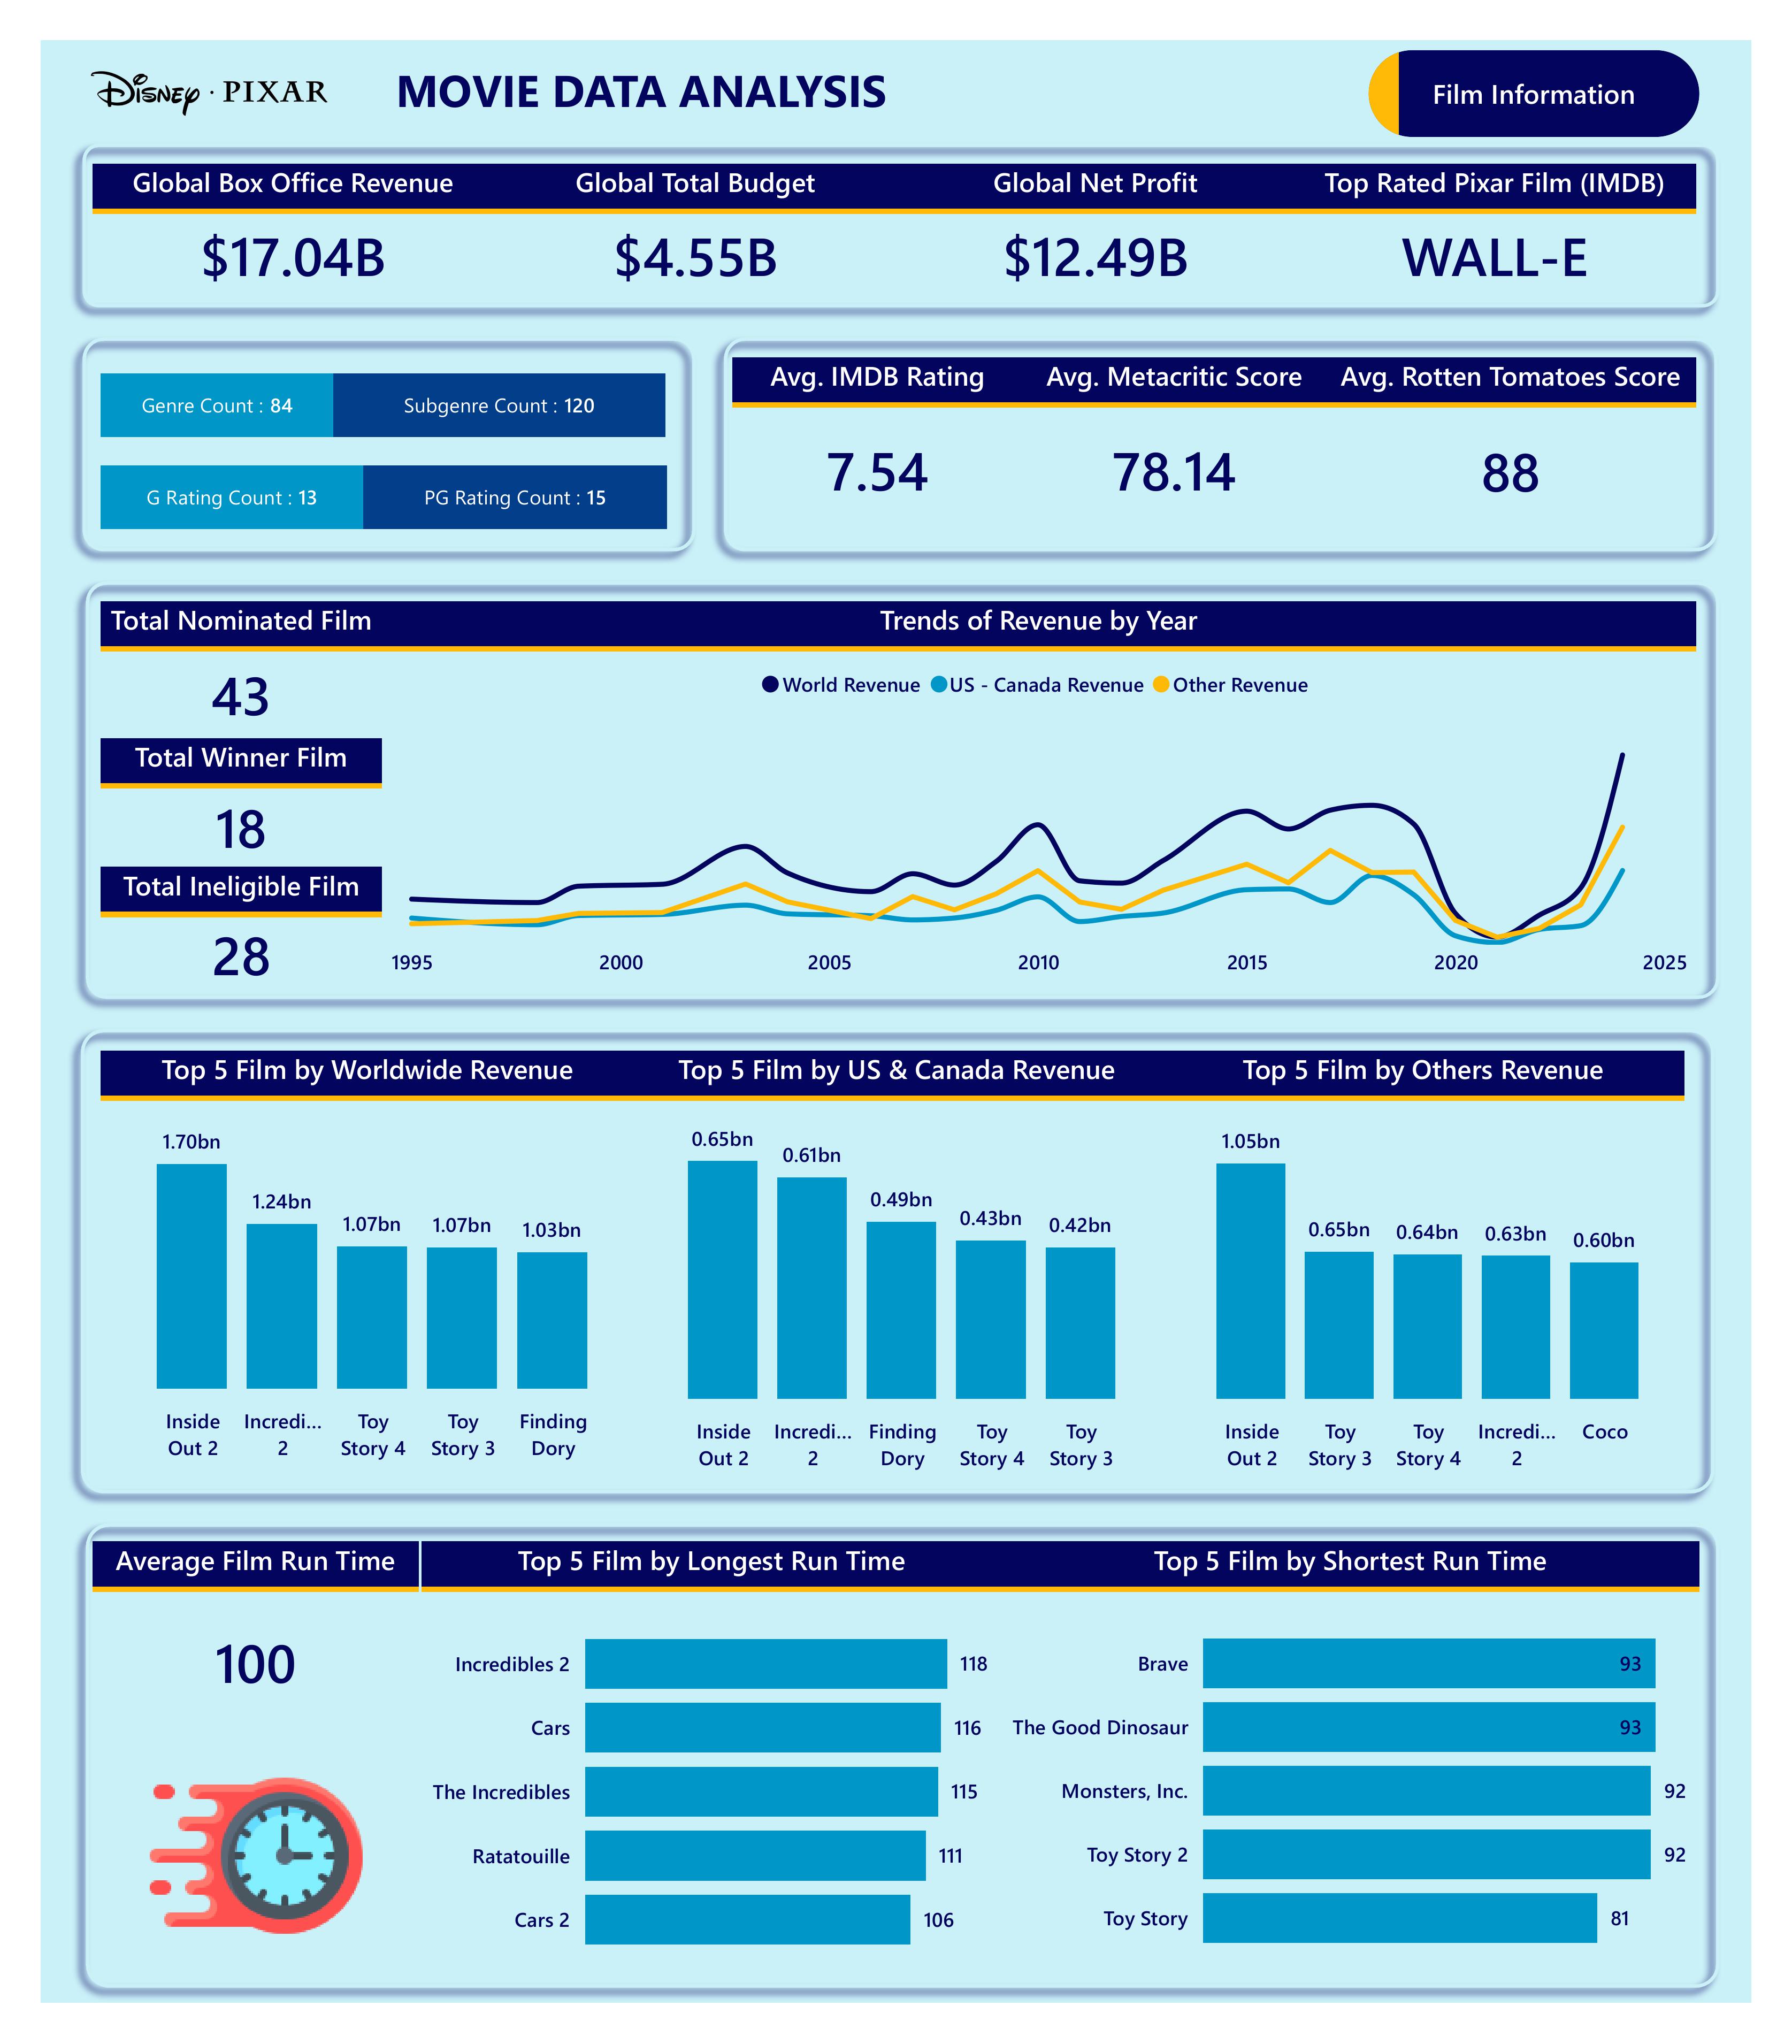 DISNEY · PIXAR
MOVIE DATA ANALYSIS
Film Information
Global Box Office Revenue
Global Total Budget
Global Net Profit
Top Rated Pixar Film (IMDB)
$17.04B
$4.55B
$12.49B
WALL-E
Genre Count : 84
Subgenre Count : 120
G Rating Count : 13
PG Rating Count : 15
Avg. IMDB Rating
Avg. Metacritic Score
Avg. Rotten Tomatoes Score
7.54
78.14
88
Total Nominated Film
43
Total Winner Film
18
Total Ineligible Film
28
Trends of Revenue by Year
World Revenue
US - Canada Revenue
Other Revenue
1995
2000
2005
2010
2015
2020
2025
Top 5 Film by Worldwide Revenue
1.70bn
1.24bn
1.07bn
1.07bn
1.03bn
Inside
Out 2
Incredi...
2
Toy
Story 4
Toy
Story 3
Finding
Dory
Top 5 Film by US & Canada Revenue
0.65bn
0.61bn
0.49bn
0.43bn
0.42bn
Inside
Out 2
Incredi...
2
Finding
Dory
Toy
Story 4
Toy
Story 3
Top 5 Film by Others Revenue
1.05bn
0.65bn
0.64bn
0.63bn
0.60bn
Inside
Out 2
Toy
Story 3
Toy
Story 4
Incredi...
2
Coco
Average Film Run Time
100
Top 5 Film by Longest Run Time
Incredibles 2
118
Cars
116
The Incredibles
115
Ratatouille
111
Cars 2
106
Top 5 Film by Shortest Run Time
Brave
93
The Good Dinosaur
93
Monsters, Inc.
92
Toy Story 2
92
Toy Story
81